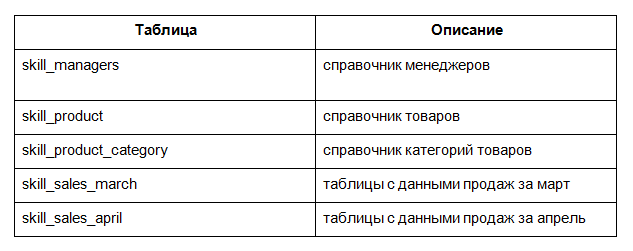 Таблица Описание
skill_managers справочник менеджеров
skill_product справочник товаров
skill_product_category справочник категорий товаров
skill_sales_march таблицы с данными продаж за март
skill_sales_april таблицы с данными продаж за апрель